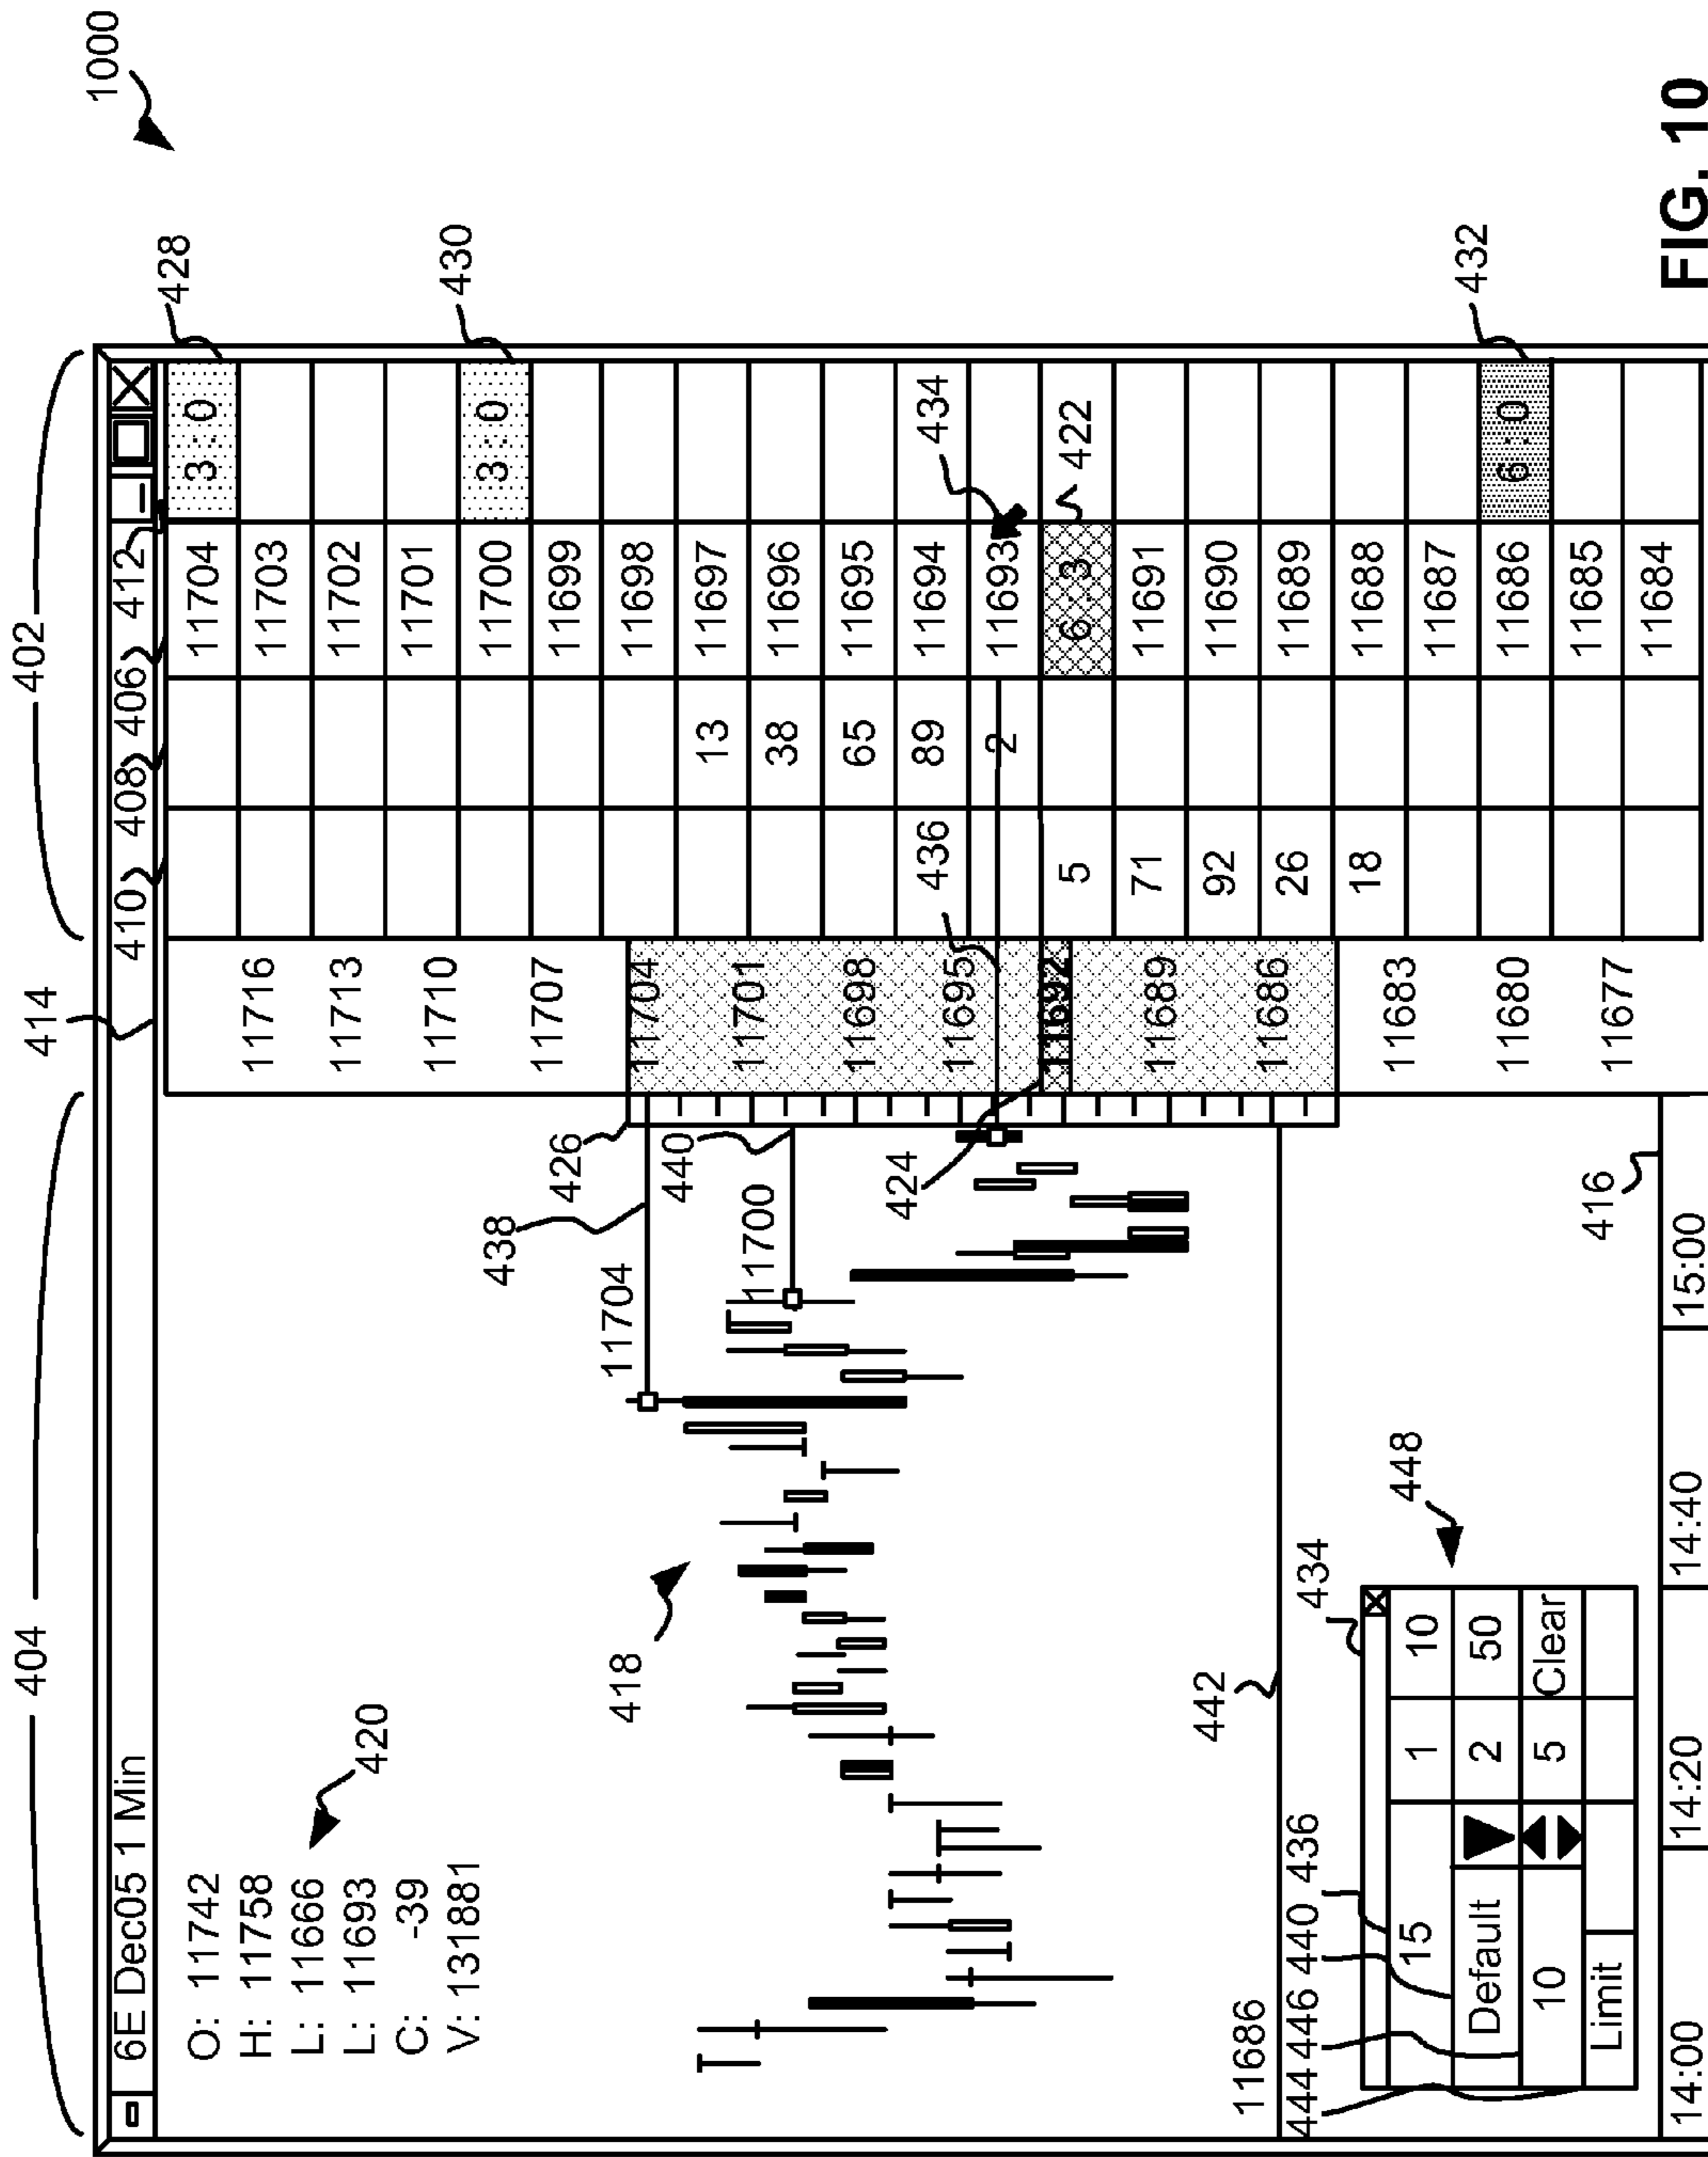 1000
402
404
414
410 408 406 412
6E Dec05 1 Min
O: 11742
H: 11758
L: 11666
L: 11693
C: -39
V: 131881
420
418
438
11704
426
440
11700
424
442
11686
11716
11713
11710
11707
11704
11701
11698
11695
11692
11689
11686
11683
11680
11677
11704 3 . 0
11703
11702
11701
11700 3 . 0
11699
11698
13 11697
38 11696
65 11695
436 89 11694 434
2 11693
5 6 . 3 422
71 11691
92 11690
26 11689
18 11688
11687
11686 6 . 0
11685
11684
428
430
432
444 446 440 436
434
448
15 1 10
Default 2 50
10 5 Clear
Limit
416
14:00 14:20 14:40 15:00
FIG. 10